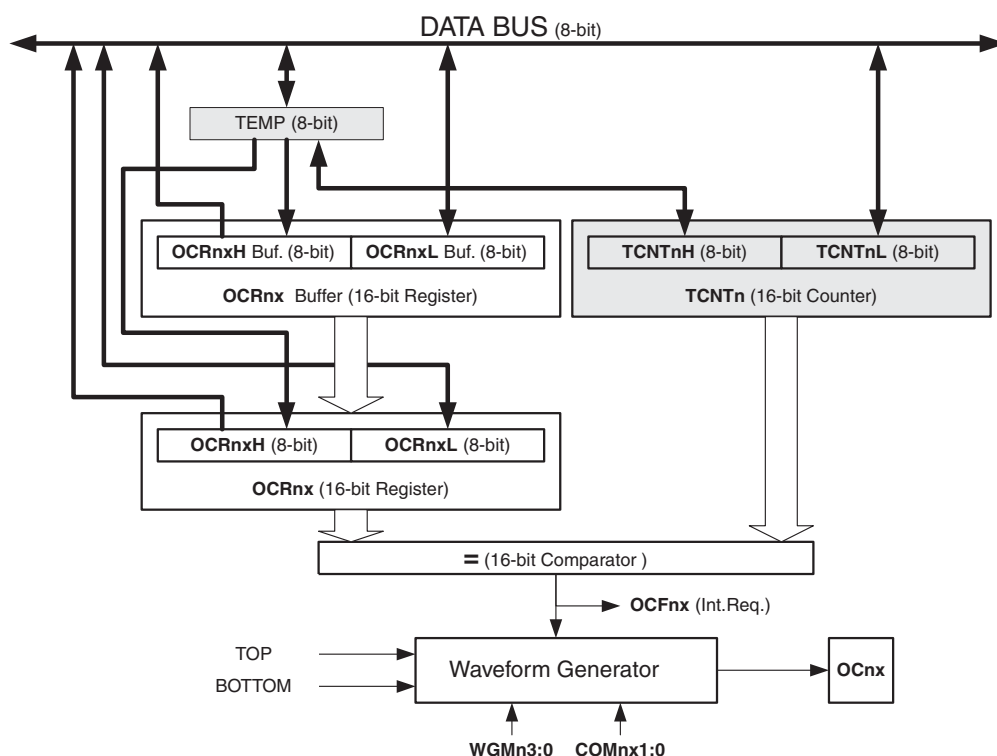 DATA BUS (8-bit)
TEMP (8-bit)
OCRnxH Buf. (8-bit) OCRnxL Buf. (8-bit)
OCRnx Buffer (16-bit Register)
TCNTnH (8-bit) TCNTnL (8-bit)
TCNTn (16-bit Counter)
OCRnxH (8-bit) OCRnxL (8-bit)
OCRnx (16-bit Register)
= (16-bit Comparator )
OCFnx (Int.Req.)
TOP
BOTTOM
Waveform Generator
OCnx
WGMn3:0 COMnx1:0